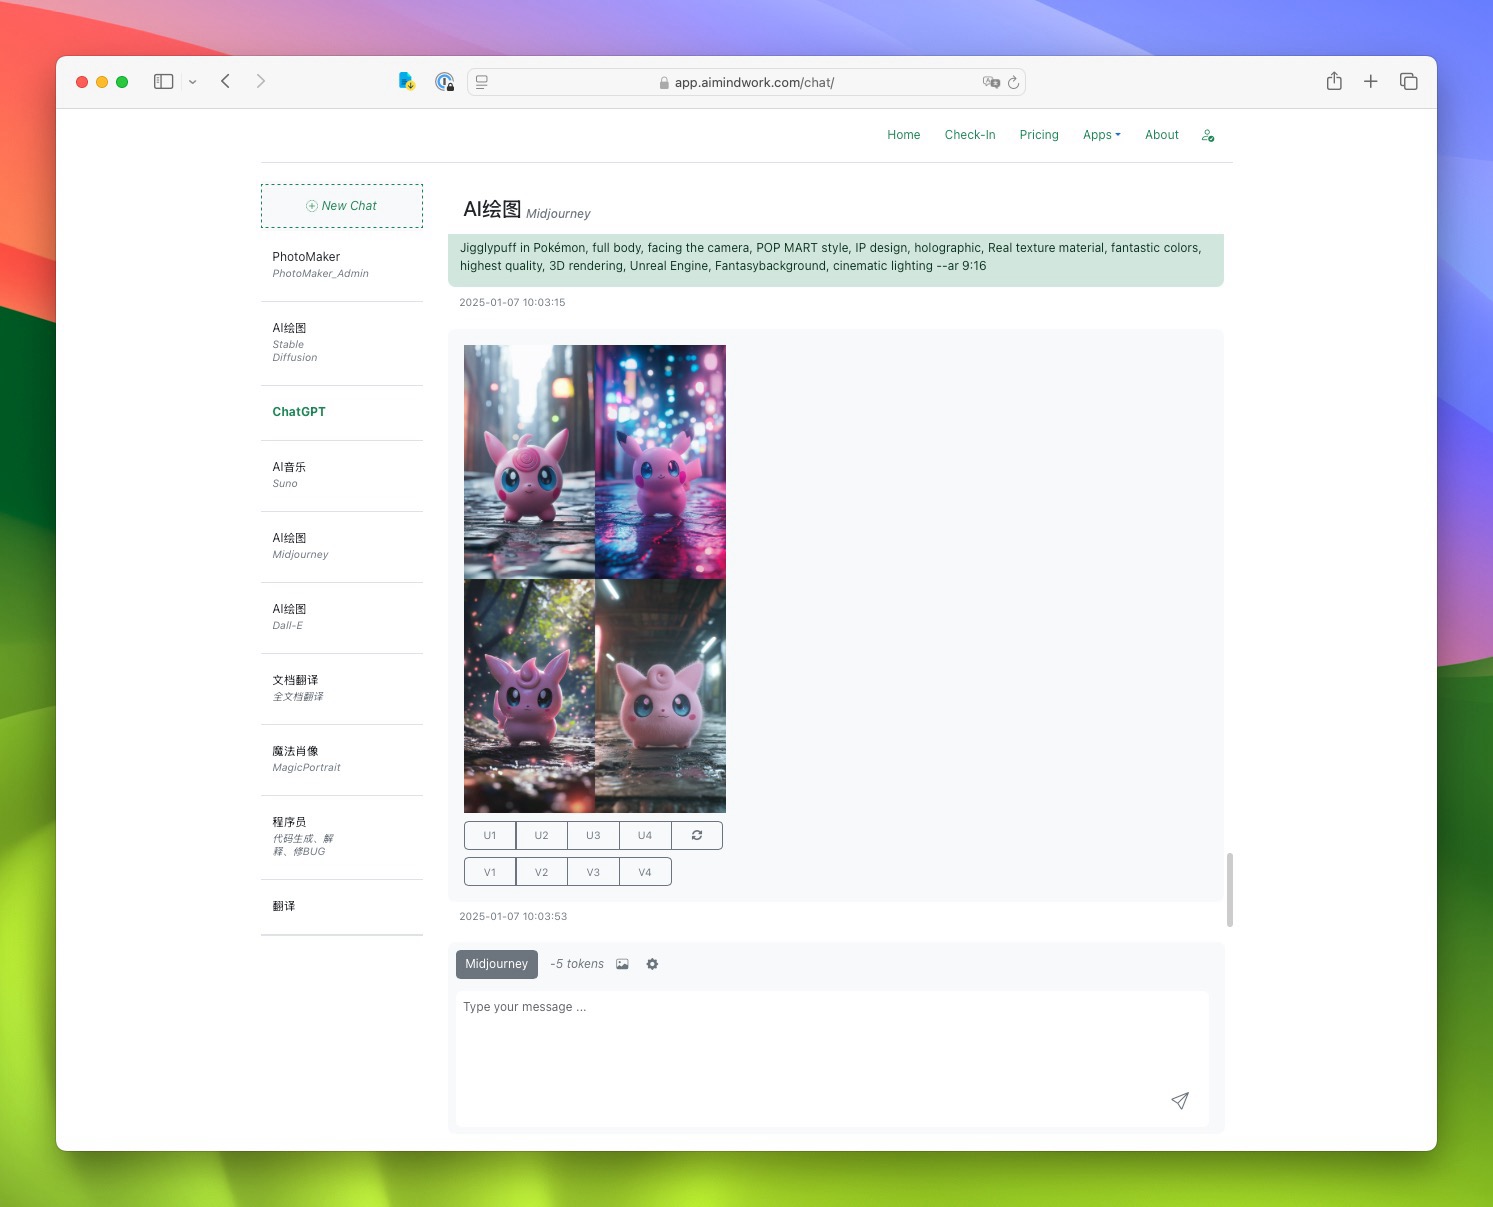 app.aimindwork.com/chat/
Home Check-In Pricing Apps About
New Chat
PhotoMaker
PhotoMaker_Admin
AI绘图
Stable
Diffusion
ChatGPT
AI音乐
Suno
AI绘图
Midjourney
AI绘图
Dall-E
文档翻译
全文档翻译
魔法肖像
MagicPortrait
程序员
代码生成、解
释、修BUG
翻译
AI绘图 Midjourney
Jigglypuff in Pokémon, full body, facing the camera, POP MART style, IP design, holographic, Real texture material, fantastic colors,
highest quality, 3D rendering, Unreal Engine, Fantasybackground, cinematic lighting --ar 9:16
2025-01-07 10:03:15
U1 U2 U3 U4
V1 V2 V3 V4
2025-01-07 10:03:53
Midjourney -5 tokens
Type your message ...